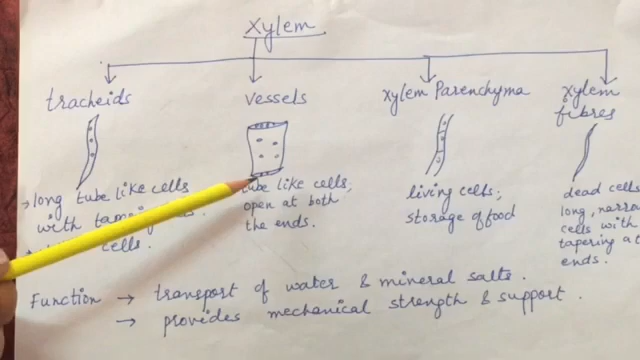 Xylem
tracheids
Vessels
Xylem Parenchyma
Xylem
fibres
→ long tube like cells
with
cells.
tube like cells;
open at both
the ends.
living cells;
storage of food
dead cells
long, narro
cells with
tapering at
ends.
Function → transport of water & mineral salts.
→ provides mechanical strength & support.